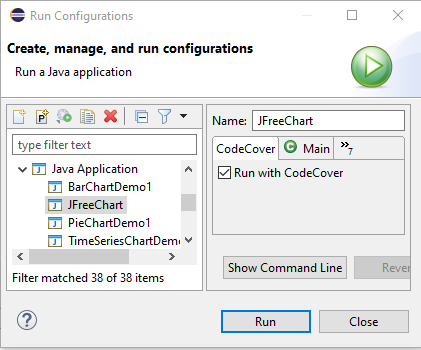 Run Configurations
Create, manage, and run configurations
Run a Java application
type filter text
Java Application
BarChartDemo1
JFreeChart
PieChartDemo1
TimeSeriesChartDemo
Filter matched 38 of 38 items
Name: JFreeChart
CodeCover Main »7
Run with CodeCover
Show Command Line Rever
Run Close